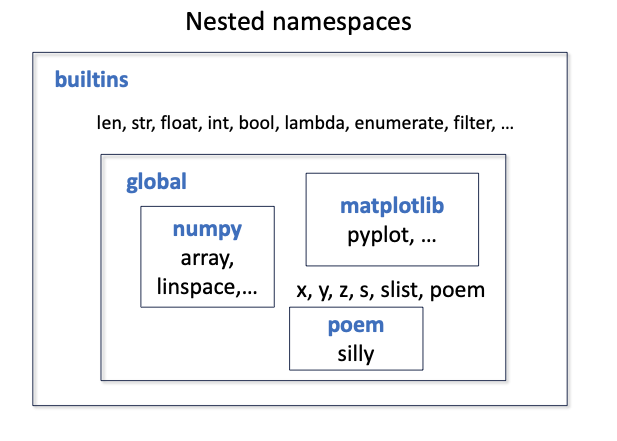 Nested namespaces
builtins
len, str, float, int, bool, lambda, enumerate, filter, ...
global
matplotlib
pyplot, ...
numpy
array,
linspace,...
x, y, z, s, slist, poem
poem
silly